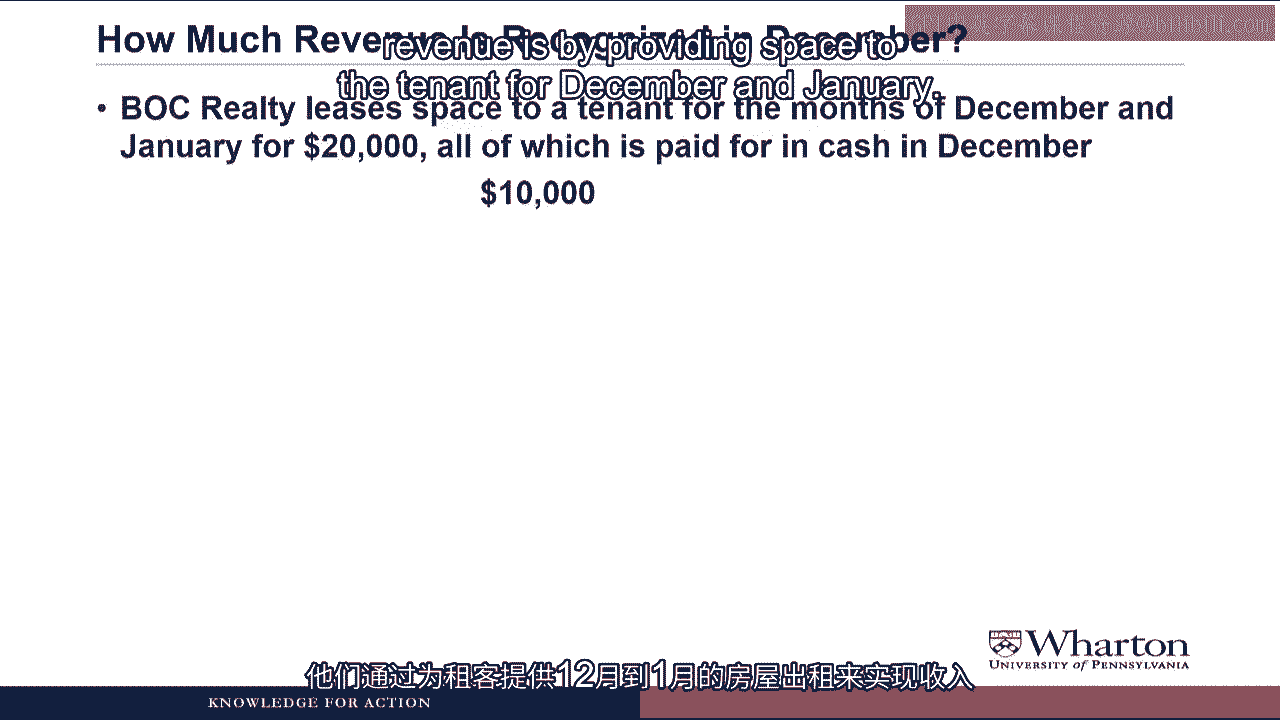 How Much Revenue Is Recognized in December?
revenue is by providing space to
the tenant for December and January.
• BOC Realty leases space to a tenant for the months of December and
January for $20,000, all of which is paid for in cash in December
$10,000
Wharton
UNIVERSITY of PENNSYLVANIA
他们通过为租客提供12月到1月的房屋出租来实现收入
KNOWLEDGE FOR ACTION